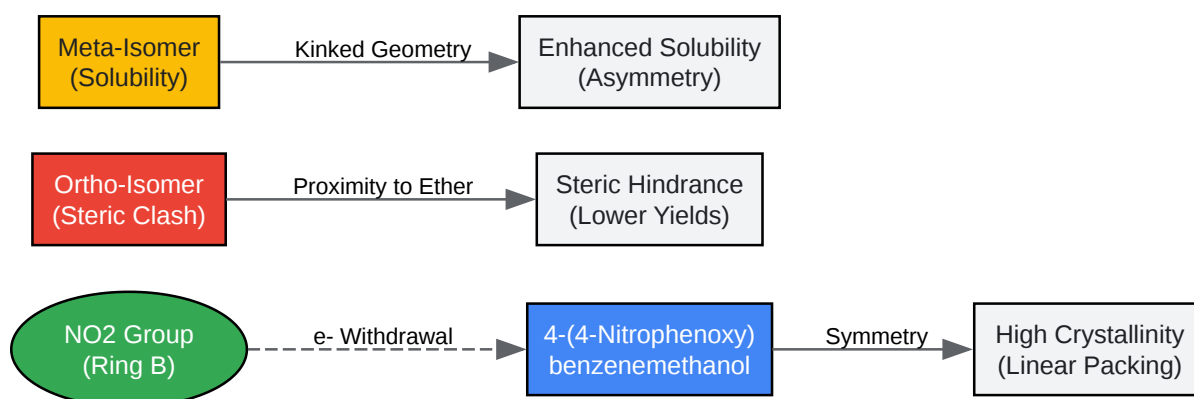 Meta-Isomer
(Solubility)
Kinked Geometry
Enhanced Solubility
(Asymmetry)
Ortho-Isomer
(Steric Clash)
Proximity to Ether
Steric Hindrance
(Lower Yields)
NO2 Group
(Ring B)
e- Withdrawal
4-(4-Nitrophenoxy)
benzenemethanol
Symmetry
High Crystallinity
(Linear Packing)